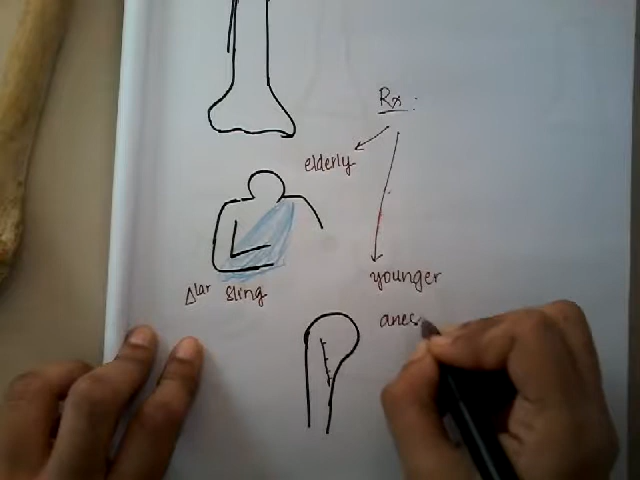 Rx :
elderly
Δlar sling
younger
anes